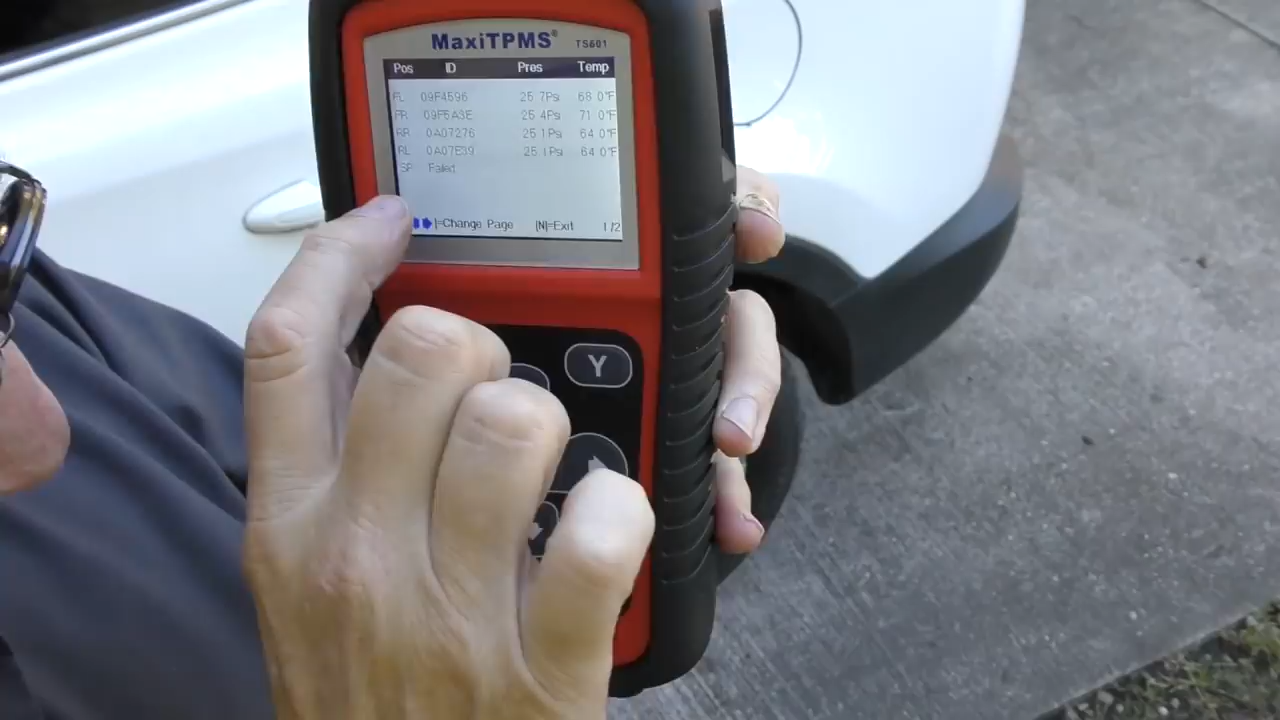 MaxiTPMS® TS601
Pos ID Pres Temp
FL 09F4596 25 7Psi 68 0°F
FR 09F5A3E 25 4Psi 71 0°F
RR 0A07276 25 1Psi 64 0°F
RL 0A07E39 25 1Psi 64 0°F
SP Failed
|=Change Page |N|=Exit 1/2
Y